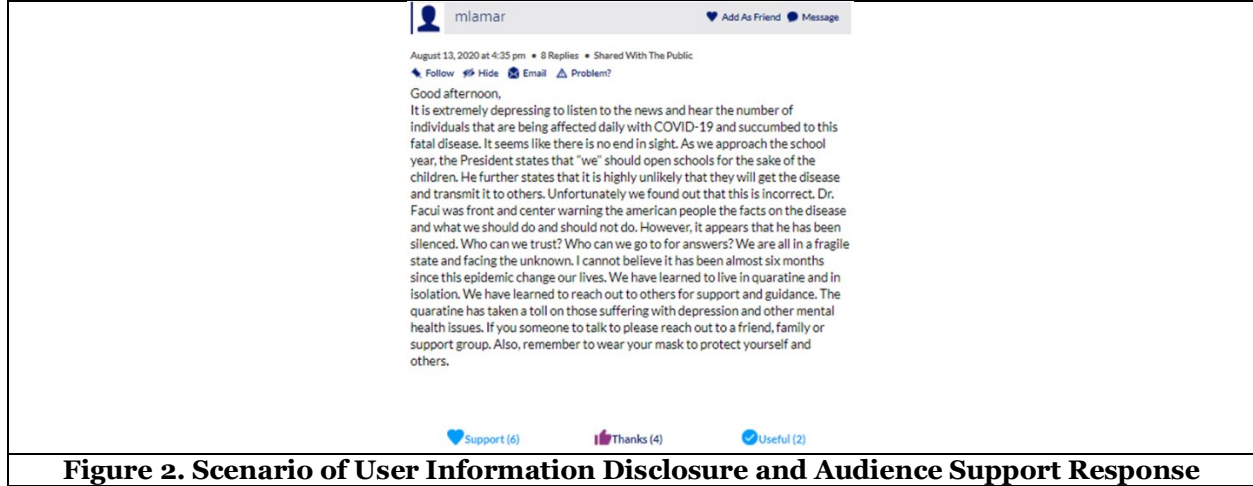 mlamar
Add As Friend Message
August 13, 2020 at 4:35 pm • 8 Replies • Shared With The Public
Follow Hide Email Problem?
Good afternoon,
It is extremely depressing to listen to the news and hear the number of
individuals that are being affected daily with COVID-19 and succumbed to this
fatal disease. It seems like there is no end in sight. As we approach the school
year, the President states that "we" should open schools for the sake of the
children. He further states that it is highly unlikely that they will get the disease
and transmit it to others. Unfortunately we found out that this is incorrect. Dr.
Facui was front and center warning the american people the facts on the disease
and what we should do and should not do. However, it appears that he has been
silenced. Who can we trust? Who can we go to for answers? We are all in a fragile
state and facing the unknown. I cannot believe it has been almost six months
since this epidemic change our lives. We have learned to live in quaratine and in
isolation. We have learned to reach out to others for support and guidance. The
quaratine has taken a toll on those suffering with depression and other mental
health issues. If you someone to talk to please reach out to a friend, family or
support group. Also, remember to wear your mask to protect yourself and
others.
Support (6) Thanks (4) Useful (2)
Figure 2. Scenario of User Information Disclosure and Audience Support Response